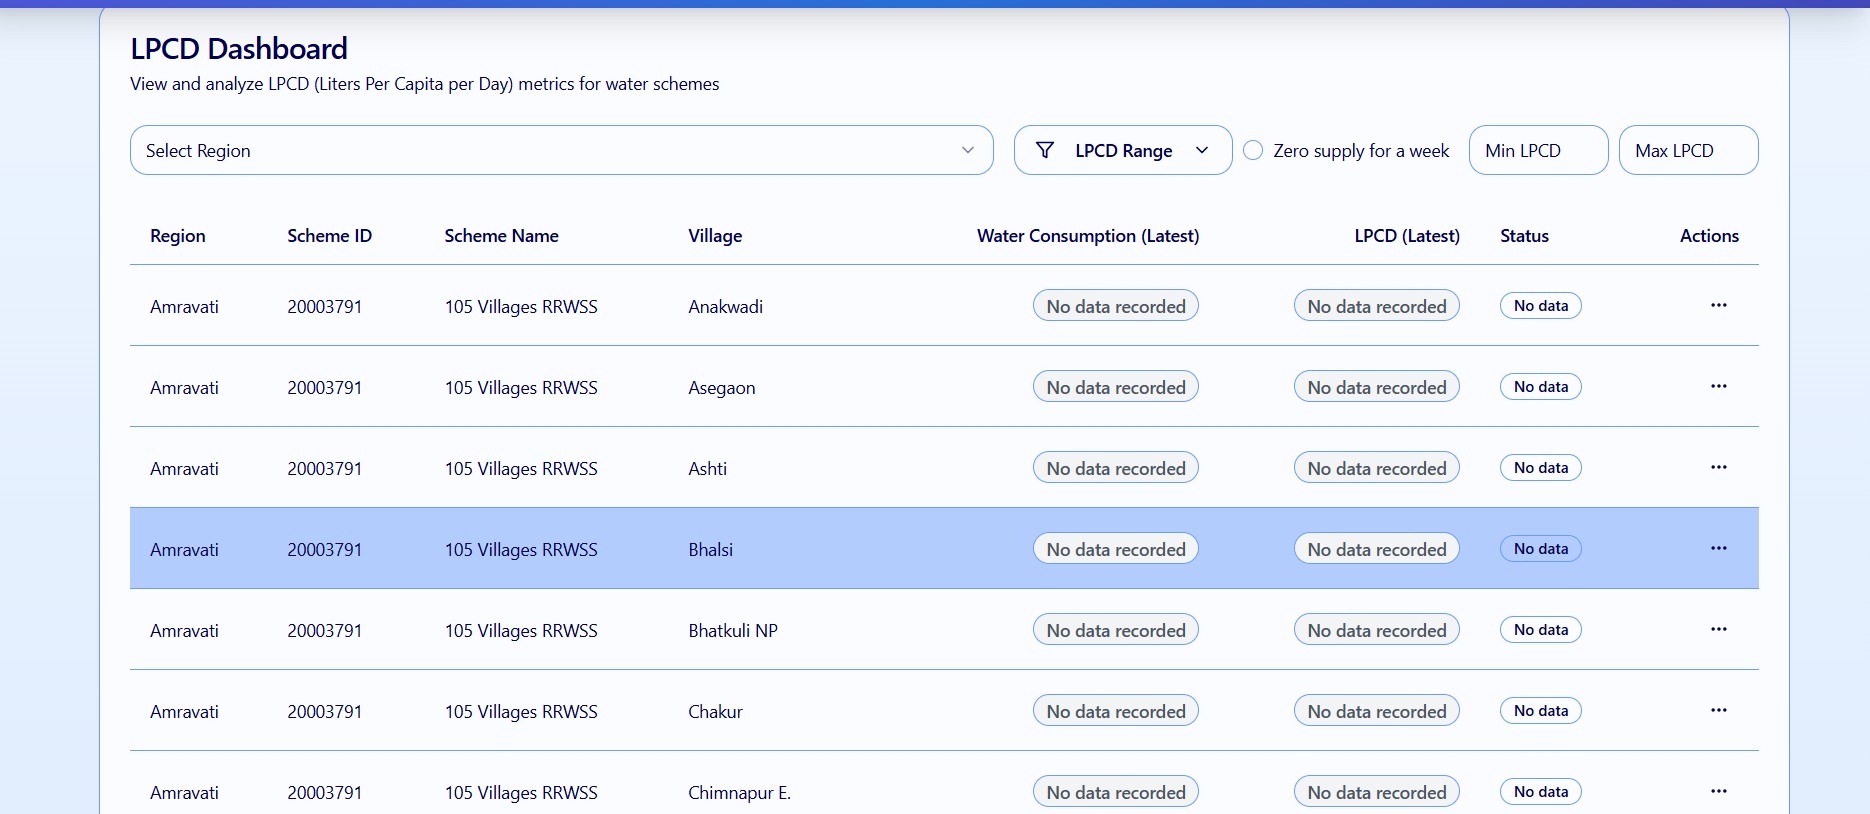 LPCD Dashboard
View and analyze LPCD (Liters Per Capita per Day) metrics for water schemes
Select Region LPCD Range Zero supply for a week Min LPCD Max LPCD
Region Scheme ID Scheme Name Village Water Consumption (Latest) LPCD (Latest) Status Actions
Amravati 20003791 105 Villages RRWSS Anakwadi No data recorded No data recorded No data ...
Amravati 20003791 105 Villages RRWSS Asegaon No data recorded No data recorded No data ...
Amravati 20003791 105 Villages RRWSS Ashti No data recorded No data recorded No data ...
Amravati 20003791 105 Villages RRWSS Bhalsi No data recorded No data recorded No data ...
Amravati 20003791 105 Villages RRWSS Bhatkuli NP No data recorded No data recorded No data ...
Amravati 20003791 105 Villages RRWSS Chakur No data recorded No data recorded No data ...
Amravati 20003791 105 Villages RRWSS Chimnapur E. No data recorded No data recorded No data ...